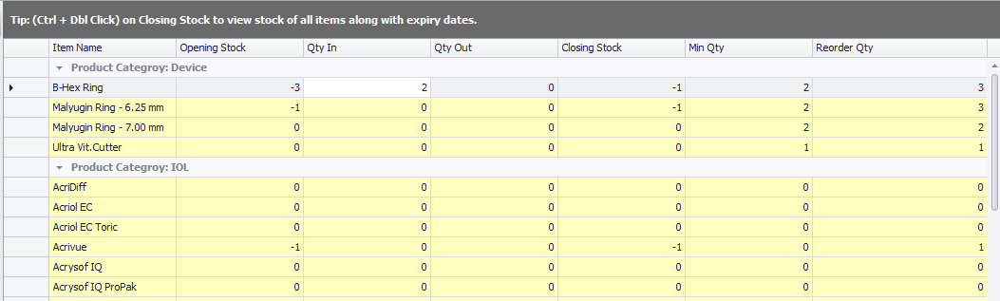 Tip: (Ctrl + Dbl Click) on Closing Stock to view stock of all items along with expiry dates.
Item Name Opening Stock Qty In Qty Out Closing Stock Min Qty Reorder Qty
Product Categroy: Device
B-Hex Ring -3 2 0 -1 2 3
Malyugin Ring - 6.25 mm -1 0 0 -1 2 3
Malyugin Ring - 7.00 mm 0 0 0 0 2 2
Ultra Vit.Cutter 0 0 0 0 1 1
Product Categroy: IOL
AcriDiff 0 0 0 0 0 0
Acriol EC 0 0 0 0 0 0
Acriol EC Toric 0 0 0 0 0 0
Acrivue -1 0 0 -1 0 1
Acrysof IQ 0 0 0 0 0 0
Acrysof IQ ProPak 0 0 0 0 0 0